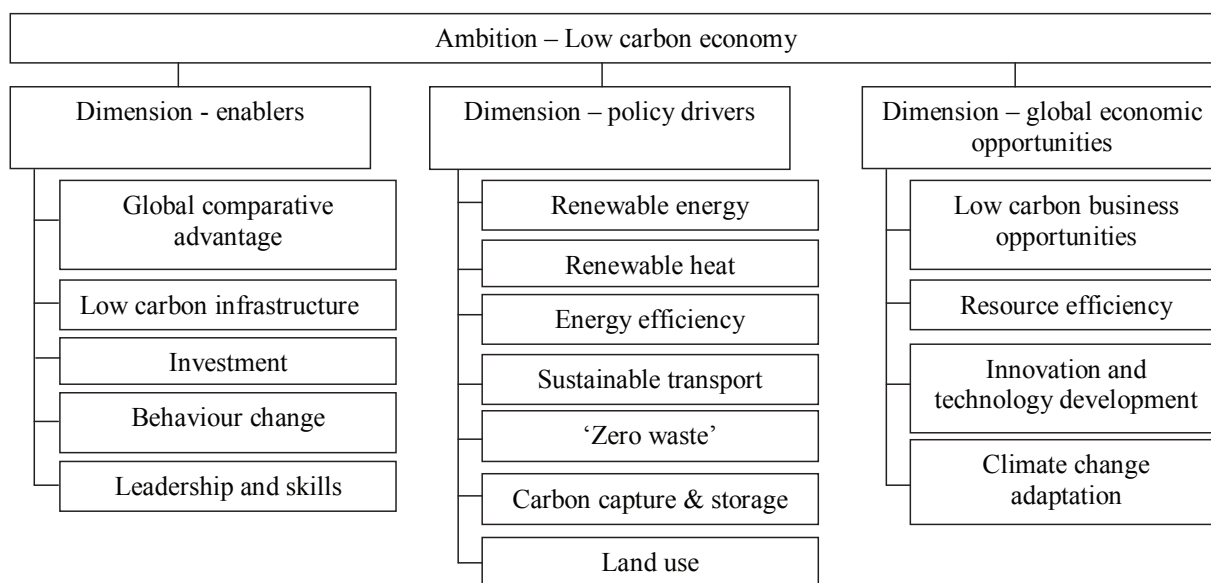 Ambition – Low carbon economy
Dimension - enablers
Global comparative
advantage
Low carbon infrastructure
Investment
Behaviour change
Leadership and skills
Dimension – policy drivers
Renewable energy
Renewable heat
Energy efficiency
Sustainable transport
‘Zero waste’
Carbon capture & storage
Land use
Dimension – global economic
opportunities
Low carbon business
opportunities
Resource efficiency
Innovation and
technology development
Climate change
adaptation